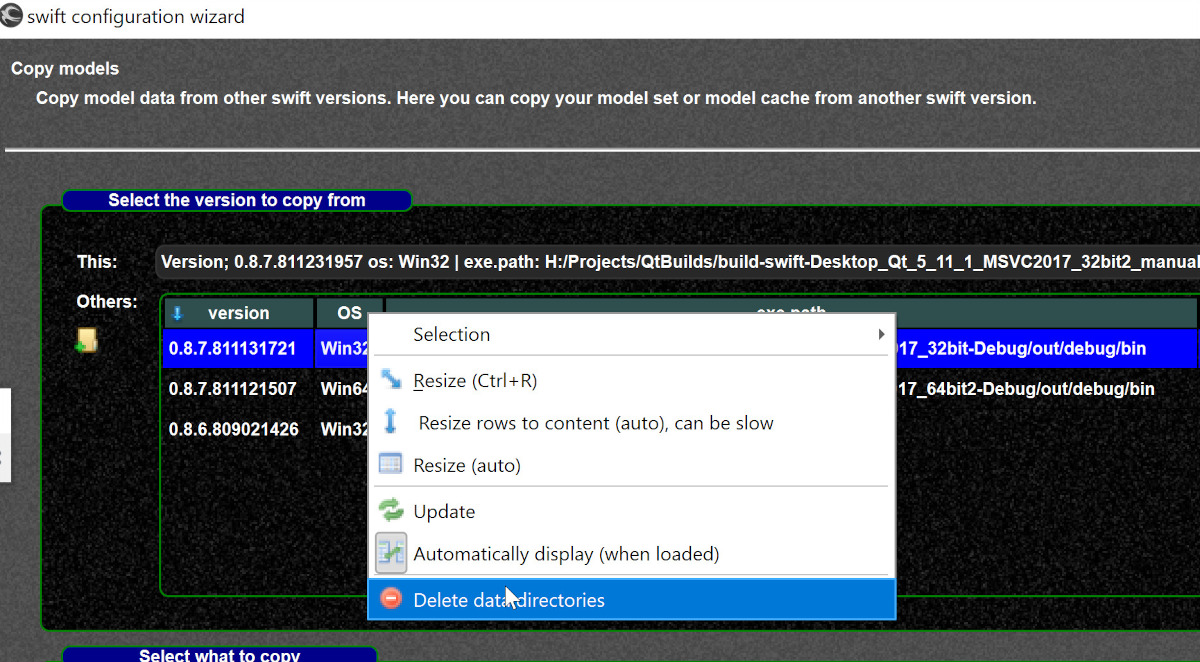 swift configuration wizard
Copy models
Copy model data from other swift versions. Here you can copy your model set or model cache from another swift version.
Select the version to copy from
This: Version; 0.8.7.811231957 os: Win32 | exe.path: H:/Projects/QtBuilds/build-swift-Desktop_Qt_5_11_1_MSVC2017_32bit2_manual
Others:
version OS exe.path
0.8.7.811131721 Win32 17_32bit-Debug/out/debug/bin
0.8.7.811121507 Win64 17_64bit2-Debug/out/debug/bin
0.8.6.809021426 Win32
Selection
Resize (Ctrl+R)
Resize rows to content (auto), can be slow
Resize (auto)
Update
Automatically display (when loaded)
Delete data directories
Select what to copy